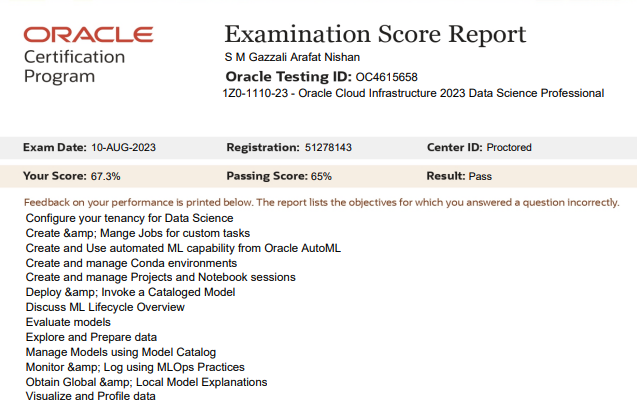 ORACLE
Certification
Program
Examination Score Report
S M Gazzali Arafat Nishan
Oracle Testing ID: OC4615658
1Z0-1110-23 - Oracle Cloud Infrastructure 2023 Data Science Professional
Exam Date: 10-AUG-2023 Registration: 51278143 Center ID: Proctored
Your Score: 67.3% Passing Score: 65% Result: Pass
Feedback on your performance is printed below. The report lists the objectives for which you answered a question incorrectly.
Configure your tenancy for Data Science
Create &amp; Mange Jobs for custom tasks
Create and Use automated ML capability from Oracle AutoML
Create and manage Conda environments
Create and manage Projects and Notebook sessions
Deploy &amp; Invoke a Cataloged Model
Discuss ML Lifecycle Overview
Evaluate models
Explore and Prepare data
Manage Models using Model Catalog
Monitor &amp; Log using MLOps Practices
Obtain Global &amp; Local Model Explanations
Visualize and Profile data